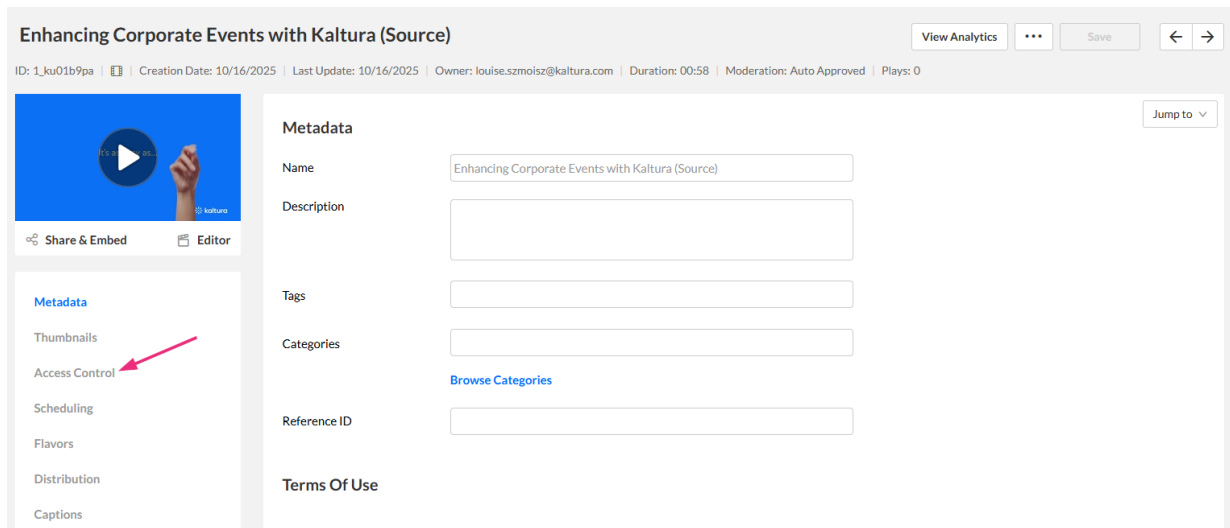 Enhancing Corporate Events with Kaltura (Source)
View Analytics
Save
ID: 1_ku01b9pa | Creation Date: 10/16/2025 | Last Update: 10/16/2025 | Owner: louise.szmoisz@kaltura.com | Duration: 00:58 | Moderation: Auto Approved | Plays: 0
kaltura
Share & Embed
Editor
Metadata
Thumbnails
Access Control
Scheduling
Flavors
Distribution
Captions
Jump to
Metadata
Name
Enhancing Corporate Events with Kaltura (Source)
Description
Tags
Categories
Browse Categories
Reference ID
Terms Of Use